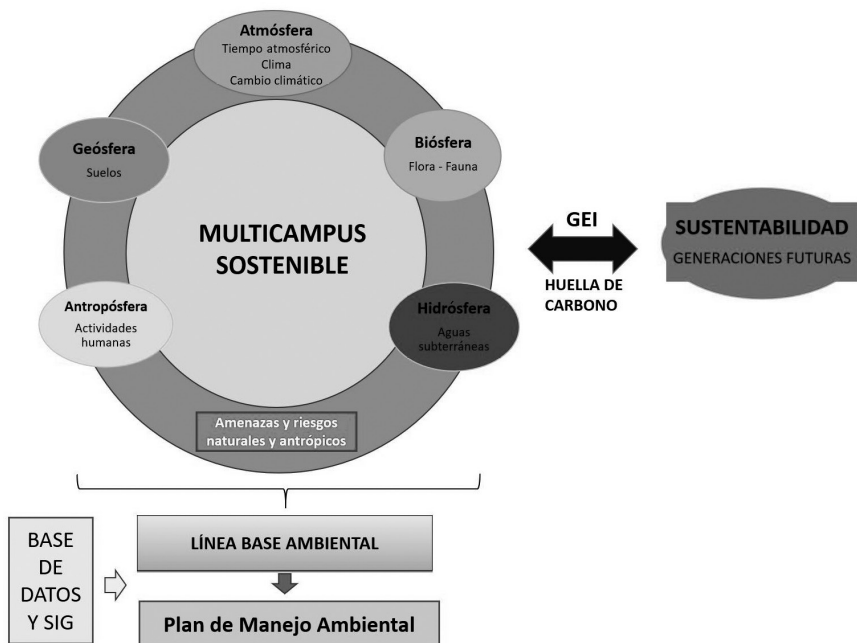 Atmósfera
Tiempo atmosférico
Clima
Cambio climático
Geósfera
Suelos
Biósfera
Flora - Fauna
MULTICAMPUS
SOSTENIBLE
Antropósfera
Actividades
humanas
Hidrósfera
Aguas
subterráneas
Amenazas y riesgos
naturales y antrópicos
GEI
HUELLA DE
CARBONO
SUSTENTABILIDAD
GENERACIONES FUTURAS
BASE
DE
DATOS
Y SIG
LÍNEA BASE AMBIENTAL
Plan de Manejo Ambiental